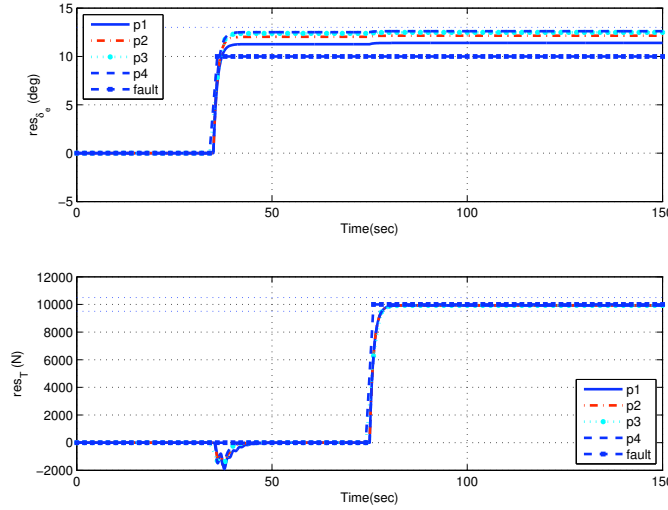 15
10
5
0
−5
res_δ_e (deg)
p1
p2
p3
p4
fault
0
50
100
150
Time(sec)
12000
10000
8000
6000
4000
2000
0
−2000
res_T (N)
p1
p2
p3
p4
fault
0
50
100
150
Time(sec)